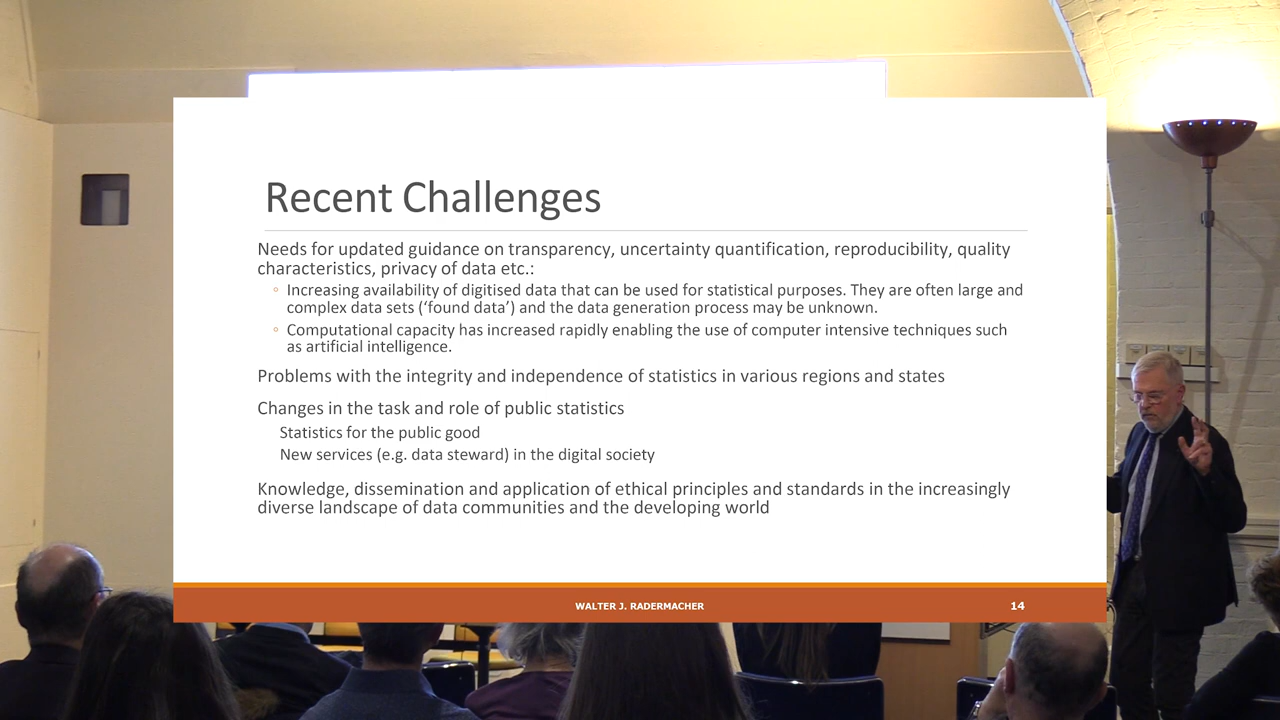 Recent Challenges
Needs for updated guidance on transparency, uncertainty quantification, reproducibility, quality
characteristics, privacy of data etc.:
◦ Increasing availability of digitised data that can be used for statistical purposes. They are often large and
complex data sets (‘found data’) and the data generation process may be unknown.
◦ Computational capacity has increased rapidly enabling the use of computer intensive techniques such
as artificial intelligence.
Problems with the integrity and independence of statistics in various regions and states
Changes in the task and role of public statistics
Statistics for the public good
New services (e.g. data steward) in the digital society
Knowledge, dissemination and application of ethical principles and standards in the increasingly
diverse landscape of data communities and the developing world
WALTER J. RADERMACHER
14